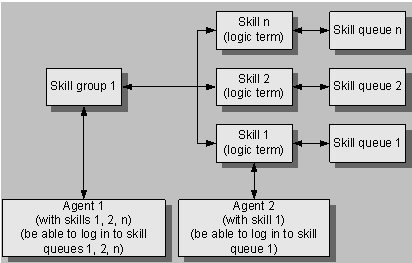 Skill n
(logic term)
Skill queue n
Skill group 1
Skill 2
(logic term)
Skill queue 2
Skill 1
(logic term)
Skill queue 1
Agent 1
(with skills 1, 2, n)
(be able to log in to skill
queues 1, 2, n)
Agent 2
(with skill 1)
(be able to log in to skill
queue 1)